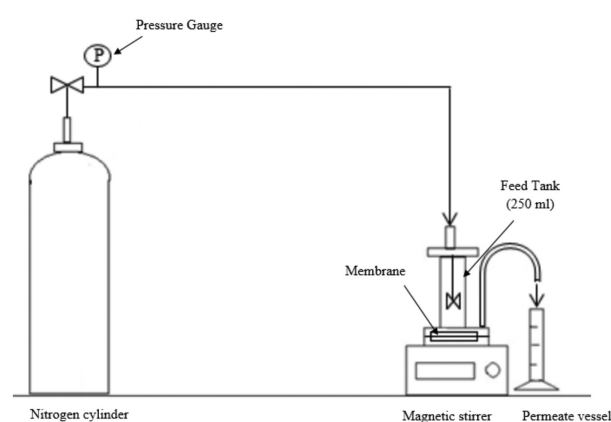 Pressure Gauge
P
Feed Tank
(250 ml)
Membrane
Nitrogen cylinder
Magnetic stirrer
Permeate vessel